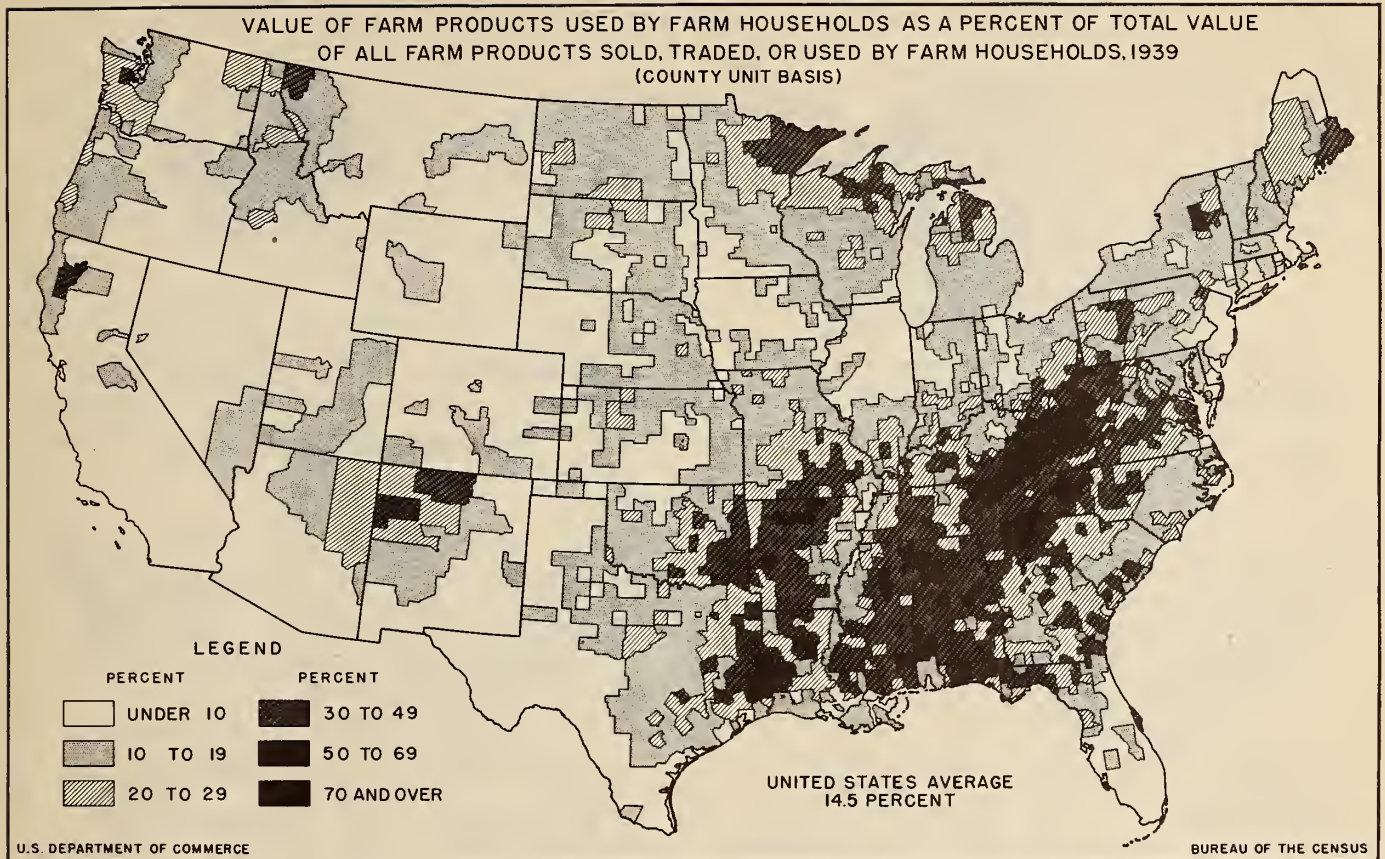 VALUE OF FARM PRODUCTS USED BY FARM HOUSEHOLDS AS A PERCENT OF TOTAL VALUE
OF ALL FARM PRODUCTS SOLD, TRADED, OR USED BY FARM HOUSEHOLDS, 1939
(COUNTY UNIT BASIS)
LEGEND
PERCENT PERCENT
UNDER 10 30 TO 49
10 TO 19 50 TO 69
20 TO 29 70 AND OVER
UNITED STATES AVERAGE
14.5 PERCENT
U.S. DEPARTMENT OF COMMERCE BUREAU OF THE CENSUS